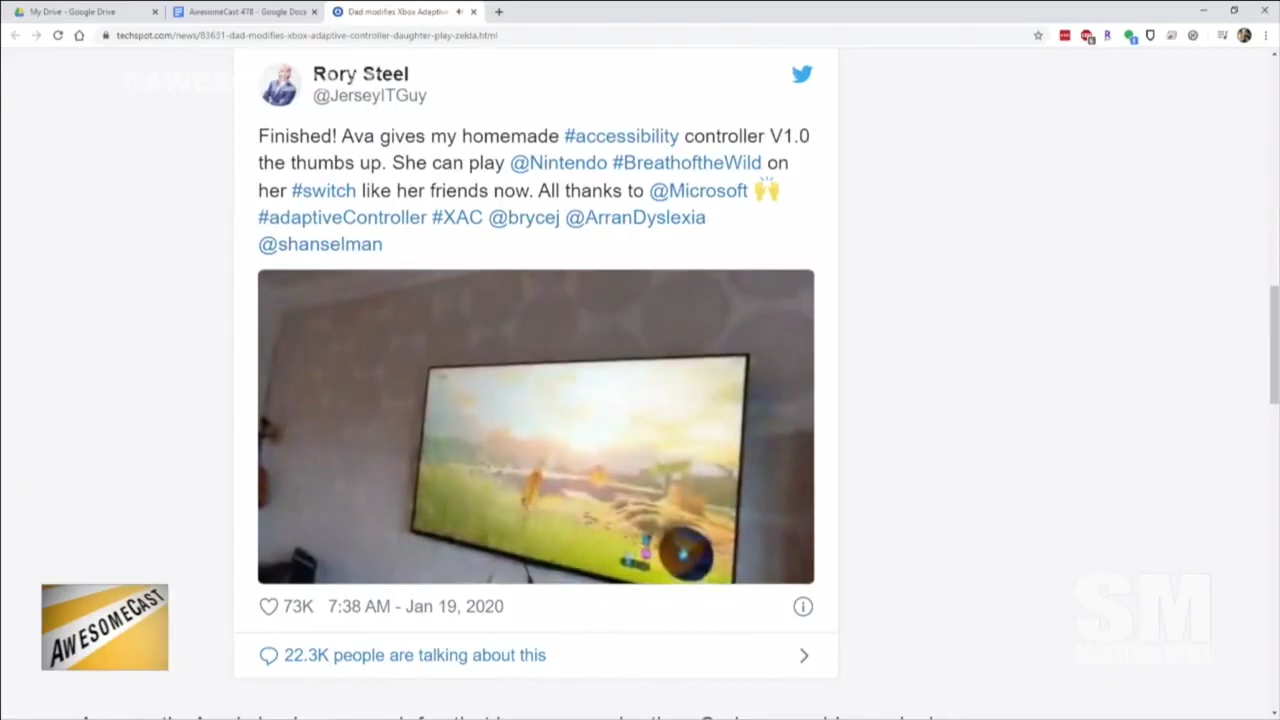 My Drive - Google Drive
AwesomeCast 478 - Google Docs
Dad modifies Xbox Adaptive
techspot.com/news/83631-dad-modifies-xbox-adaptive-controller-daughter-play-zelda.html
Rory Steel
@JerseyITGuy
Finished! Ava gives my homemade #accessibility controller V1.0
the thumbs up. She can play @Nintendo #BreathoftheWild on
her #switch like her friends now. All thanks to @Microsoft 🙌
#adaptiveController #XAC @brycej @ArranDyslexia
@shanselman
73K 7:38 AM - Jan 19, 2020
22.3K people are talking about this
AWESOMECAST
SM